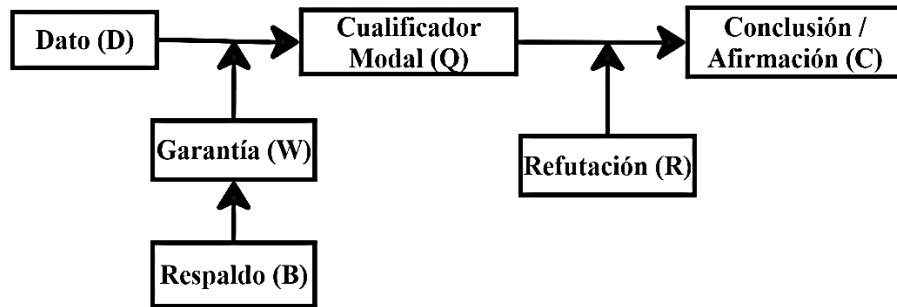 Dato (D)
Cualificador
Modal (Q)
Conclusión /
Afirmación (C)
Garantía (W)
Refutación (R)
Respaldo (B)